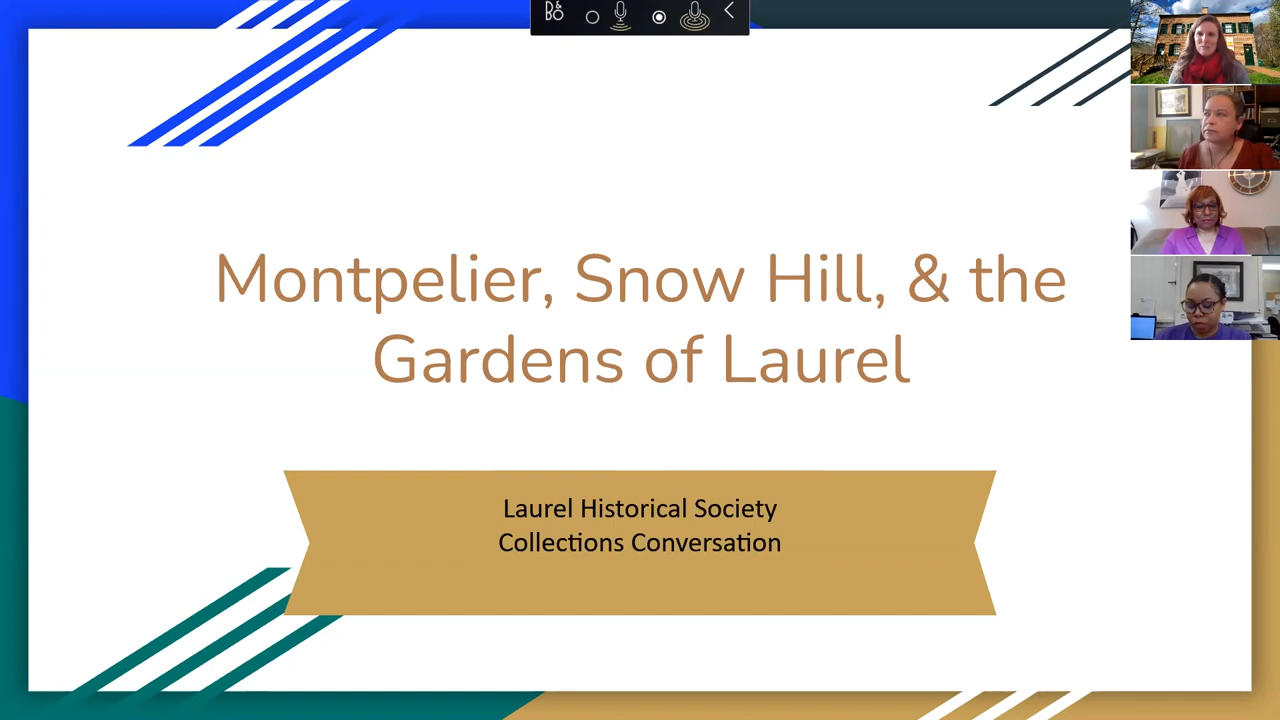 B&O
Montpelier, Snow Hill, & the
Gardens of Laurel
Laurel Historical Society
Collections Conversation